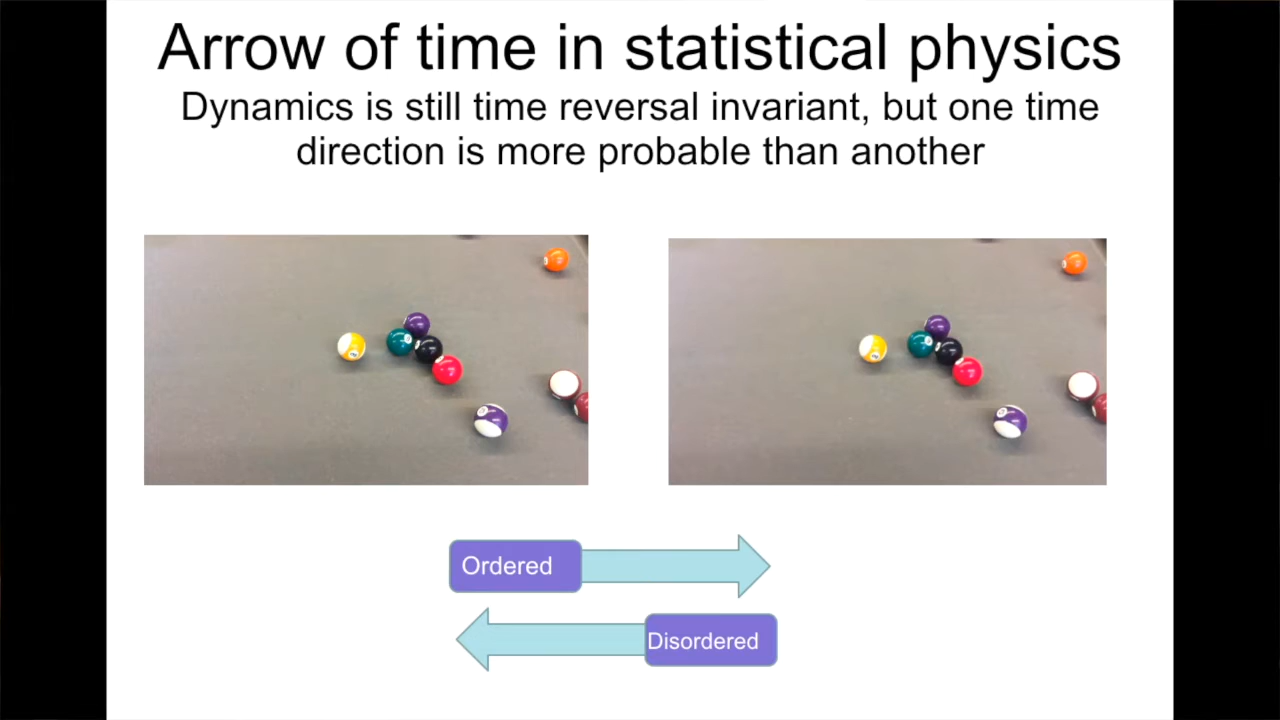 Arrow of time in statistical physics
Dynamics is still time reversal invariant, but one time
direction is more probable than another
Ordered
Disordered